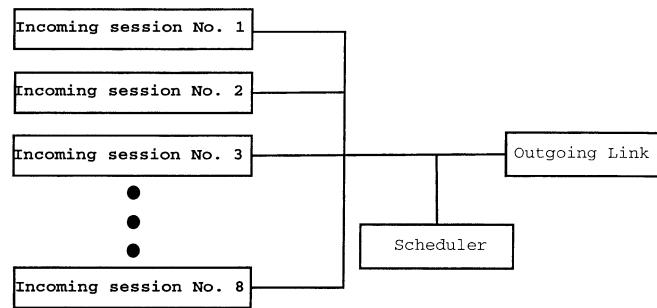 Incoming session No. 1
Incoming session No. 2
Incoming session No. 3
Outgoing Link
Scheduler
Incoming session No. 8